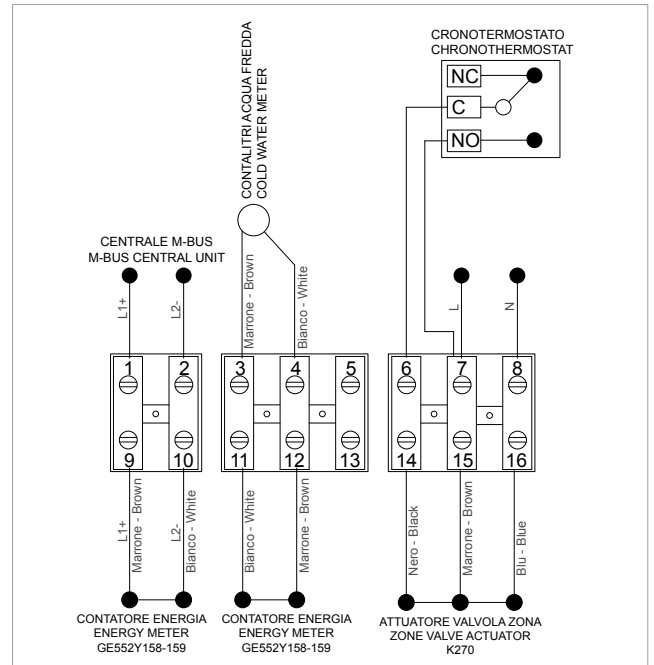 CRONOTERMOSTATO
CHRONOTHERMOSTAT
NC
C
NO
CONTALITRI ACQUA FREDDA
COLD WATER METER
CENTRALE M-BUS
M-BUS CENTRAL UNIT
L1+
L2-
Marrone - Brown
Bianco - White
L
N
1
2
3
4
5
6
7
8
9
10
11
12
13
14
15
16
L1+
Marrone - Brown
L2-
Bianco - White
Bianco - White
Marrone - Brown
Nero - Black
Marrone - Brown
Blu - Blue
CONTATORE ENERGIA
ENERGY METER
GE552Y158-159
CONTATORE ENERGIA
ENERGY METER
GE552Y158-159
ATTUATORE VALVOLA ZONA
ZONE VALVE ACTUATOR
K270